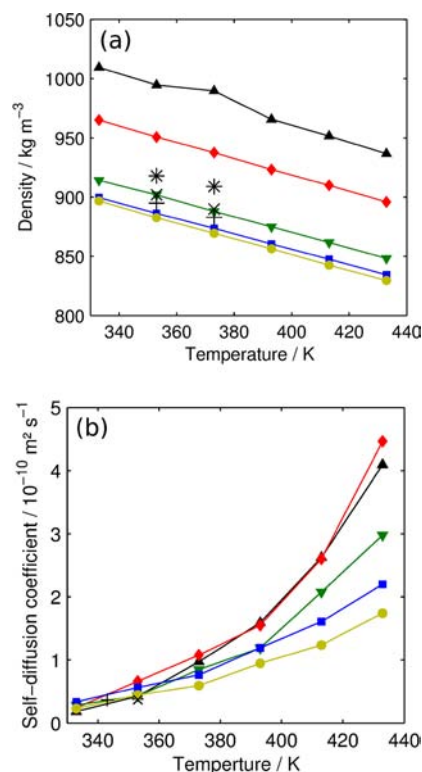 (a)
1050
1000
950
900
850
800
Density / kg m⁻³
340 360 380 400 420 440
Temperature / K
(b)
5
4
3
2
1
0
Self-diffusion coefficient / 10⁻¹⁰ m² s⁻¹
340 360 380 400 420 440
Temperture / K